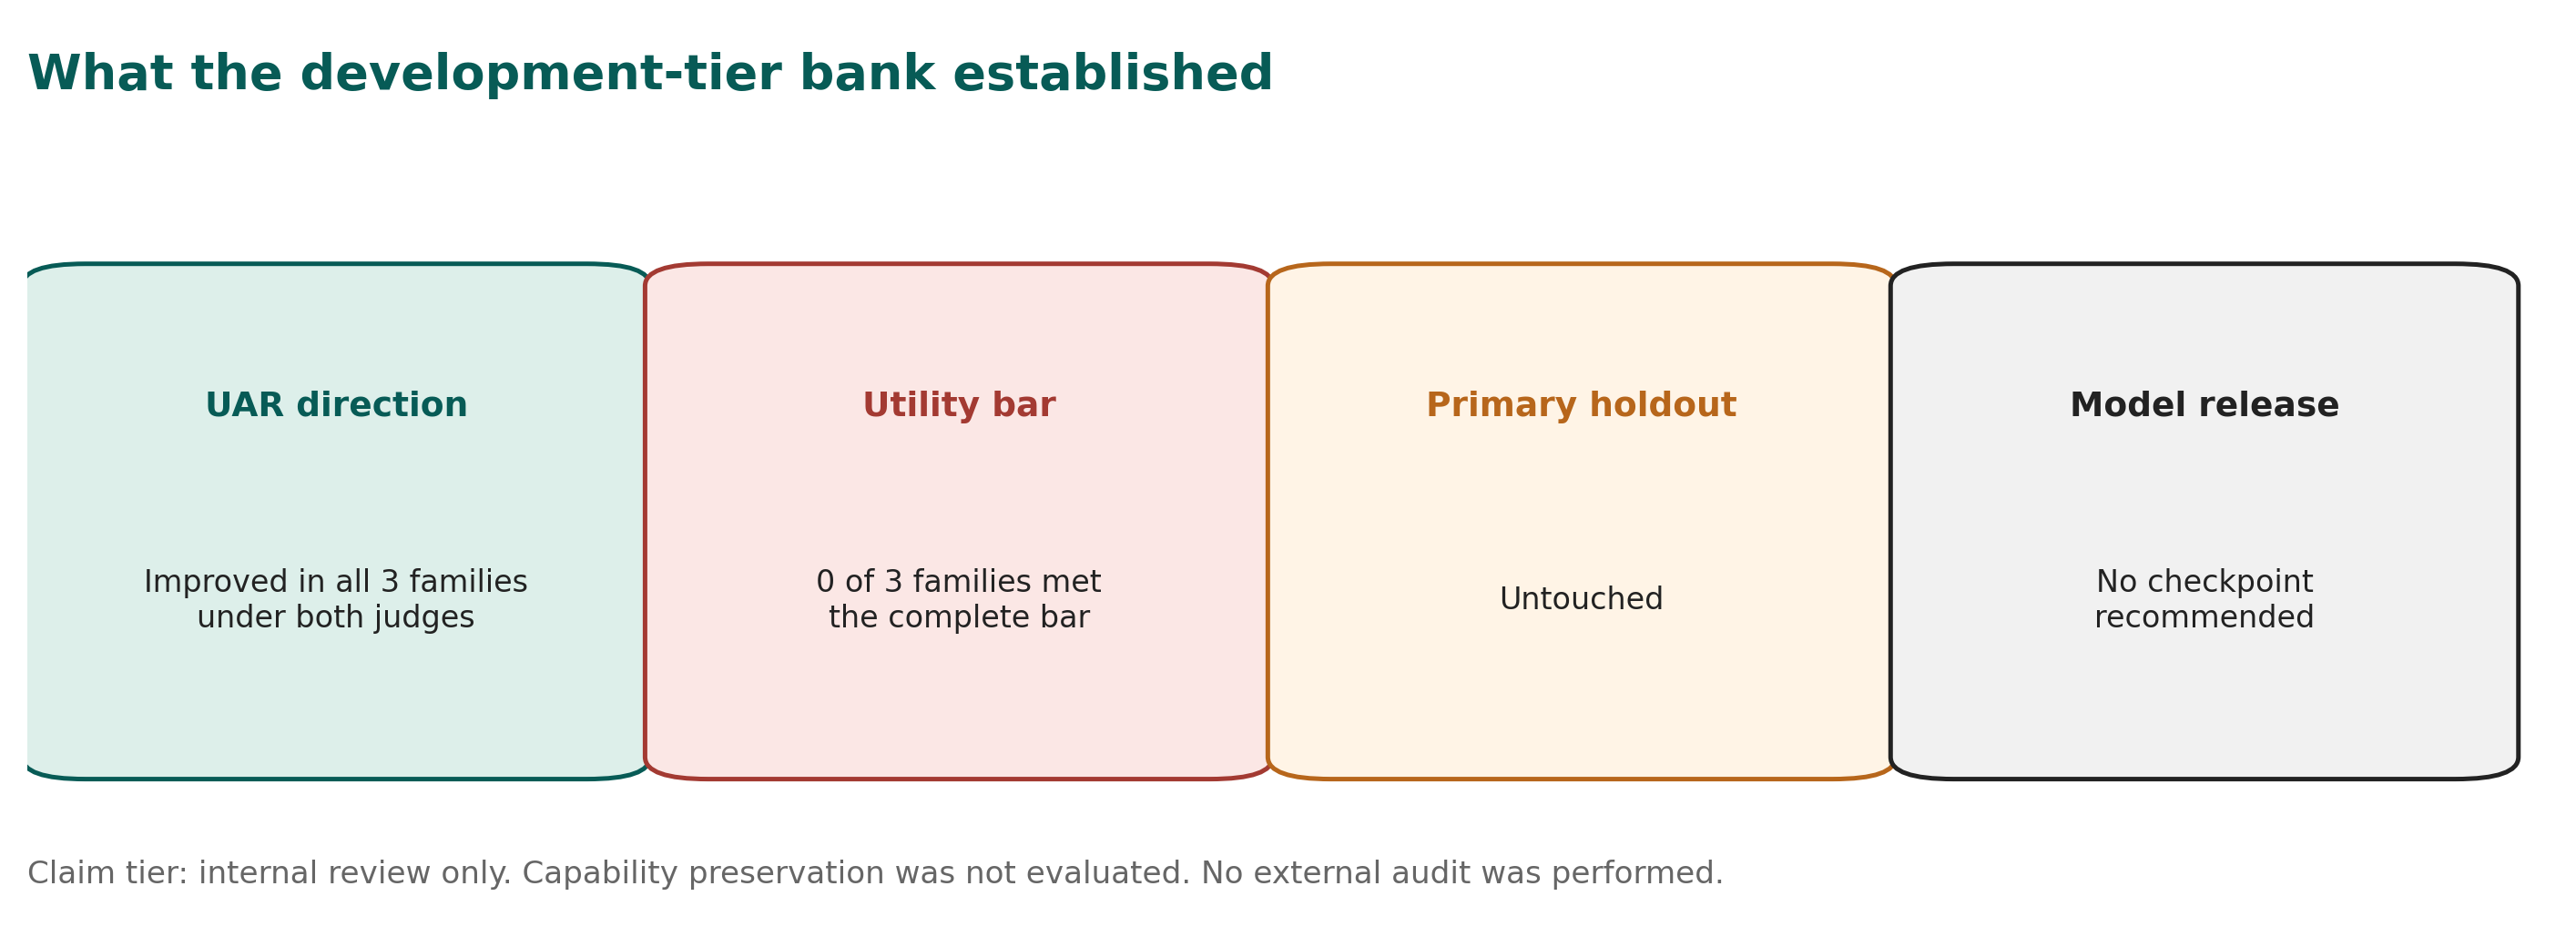 What the development-tier bank established
UAR direction
Improved in all 3 families
under both judges
Utility bar
0 of 3 families met
the complete bar
Primary holdout
Untouched
Model release
No checkpoint
recommended
Claim tier: internal review only. Capability preservation was not evaluated. No external audit was performed.